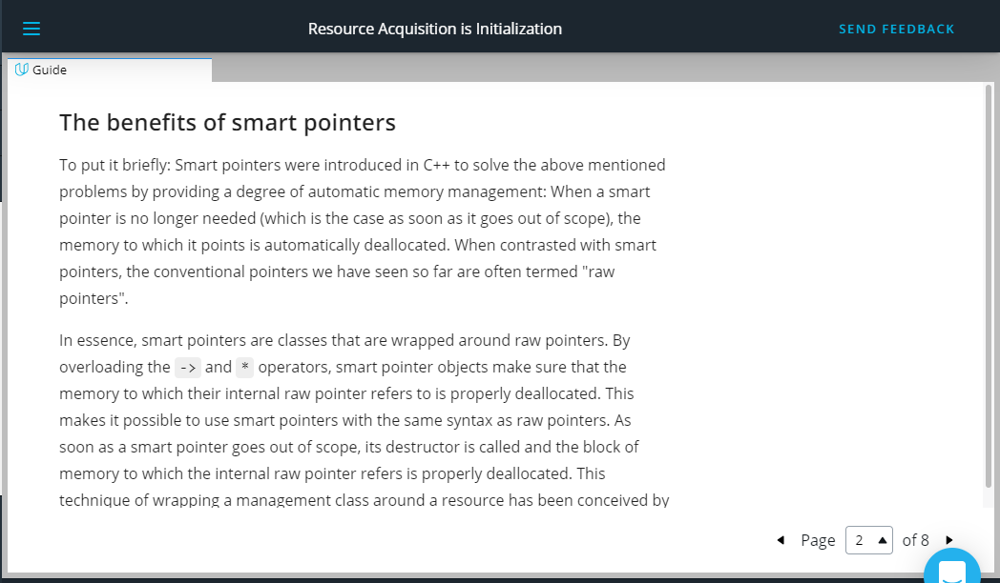 Resource Acquisition is Initialization
SEND FEEDBACK
Guide
The benefits of smart pointers
To put it briefly: Smart pointers were introduced in C++ to solve the above mentioned
problems by providing a degree of automatic memory management: When a smart
pointer is no longer needed (which is the case as soon as it goes out of scope), the
memory to which it points is automatically deallocated. When contrasted with smart
pointers, the conventional pointers we have seen so far are often termed "raw
pointers".
In essence, smart pointers are classes that are wrapped around raw pointers. By
overloading the -> and * operators, smart pointer objects make sure that the
memory to which their internal raw pointer refers to is properly deallocated. This
makes it possible to use smart pointers with the same syntax as raw pointers. As
soon as a smart pointer goes out of scope, its destructor is called and the block of
memory to which the internal raw pointer refers is properly deallocated. This
technique of wrapping a management class around a resource has been conceived by
Page 2 of 8